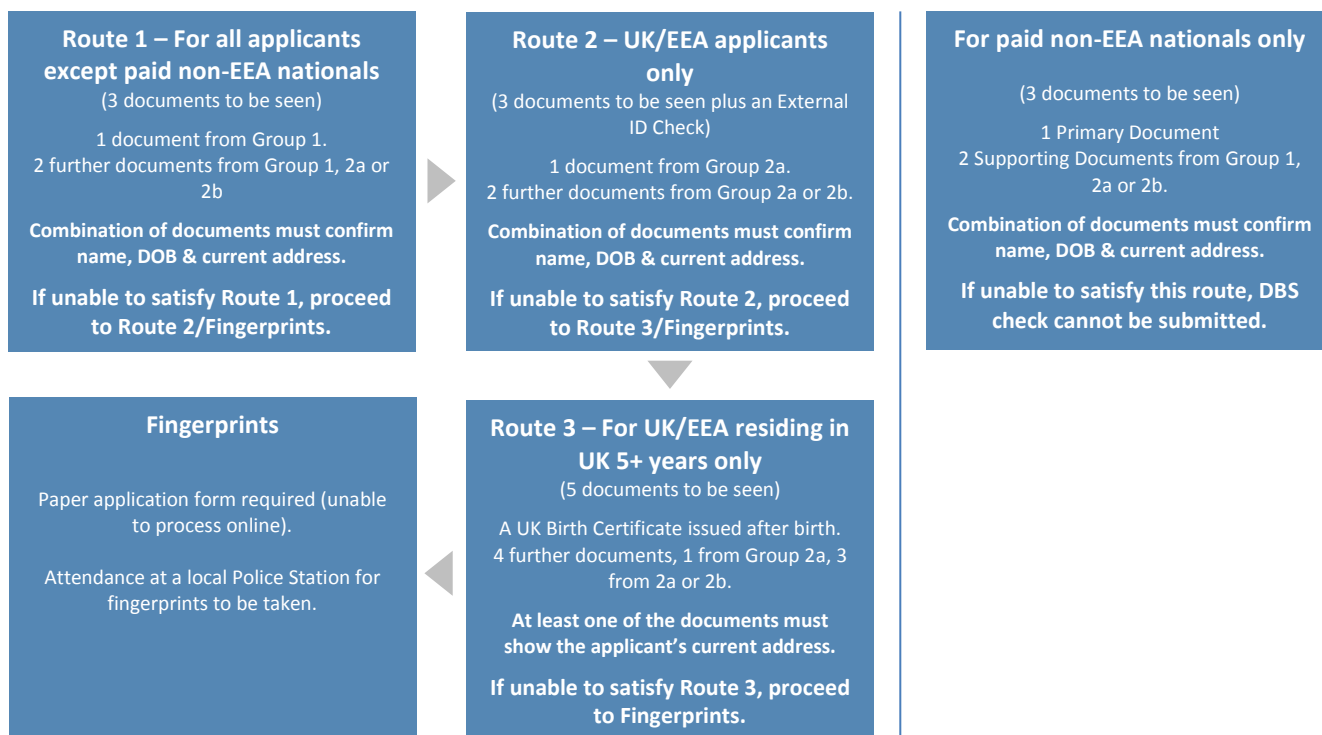 Route 1 – For all applicants
except paid non-EEA nationals
(3 documents to be seen)
1 document from Group 1.
2 further documents from Group 1, 2a or
2b
Combination of documents must confirm
name, DOB & current address.
If unable to satisfy Route 1, proceed
to Route 2/Fingerprints.
Route 2 – UK/EEA applicants
only
(3 documents to be seen plus an External
ID Check)
1 document from Group 2a.
2 further documents from Group 2a or 2b.
Combination of documents must confirm
name, DOB & current address.
If unable to satisfy Route 2, proceed
to Route 3/Fingerprints.
For paid non-EEA nationals only
(3 documents to be seen)
1 Primary Document
2 Supporting Documents from Group 1,
2a or 2b.
Combination of documents must confirm
name, DOB & current address.
If unable to satisfy this route, DBS
check cannot be submitted.
Route 3 – For UK/EEA residing in
UK 5+ years only
(5 documents to be seen)
A UK Birth Certificate issued after birth.
4 further documents, 1 from Group 2a, 3
from 2a or 2b.
At least one of the documents must
show the applicant's current address.
If unable to satisfy Route 3, proceed
to Fingerprints.
Fingerprints
Paper application form required (unable
to process online).
Attendance at a local Police Station for
fingerprints to be taken.